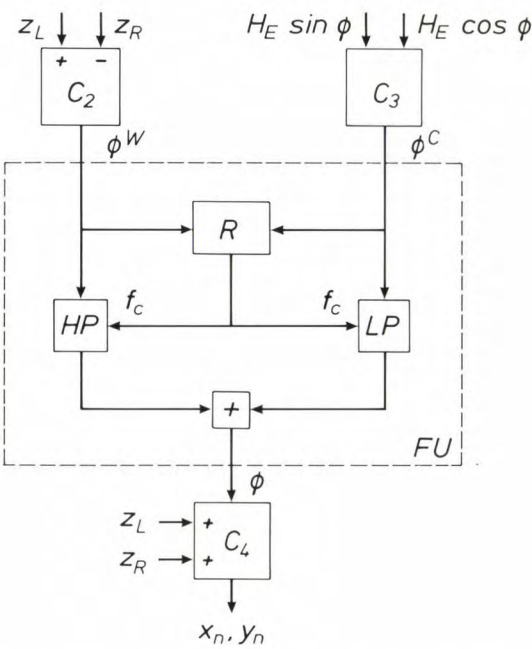 z_L z_R H_E sin ϕ H_E cos ϕ
+ −
C_2 C_3
ϕ^W ϕ^C
R
f_c f_c
HP LP
+
FU
ϕ
z_L + C_4
z_R +
x_n, y_n